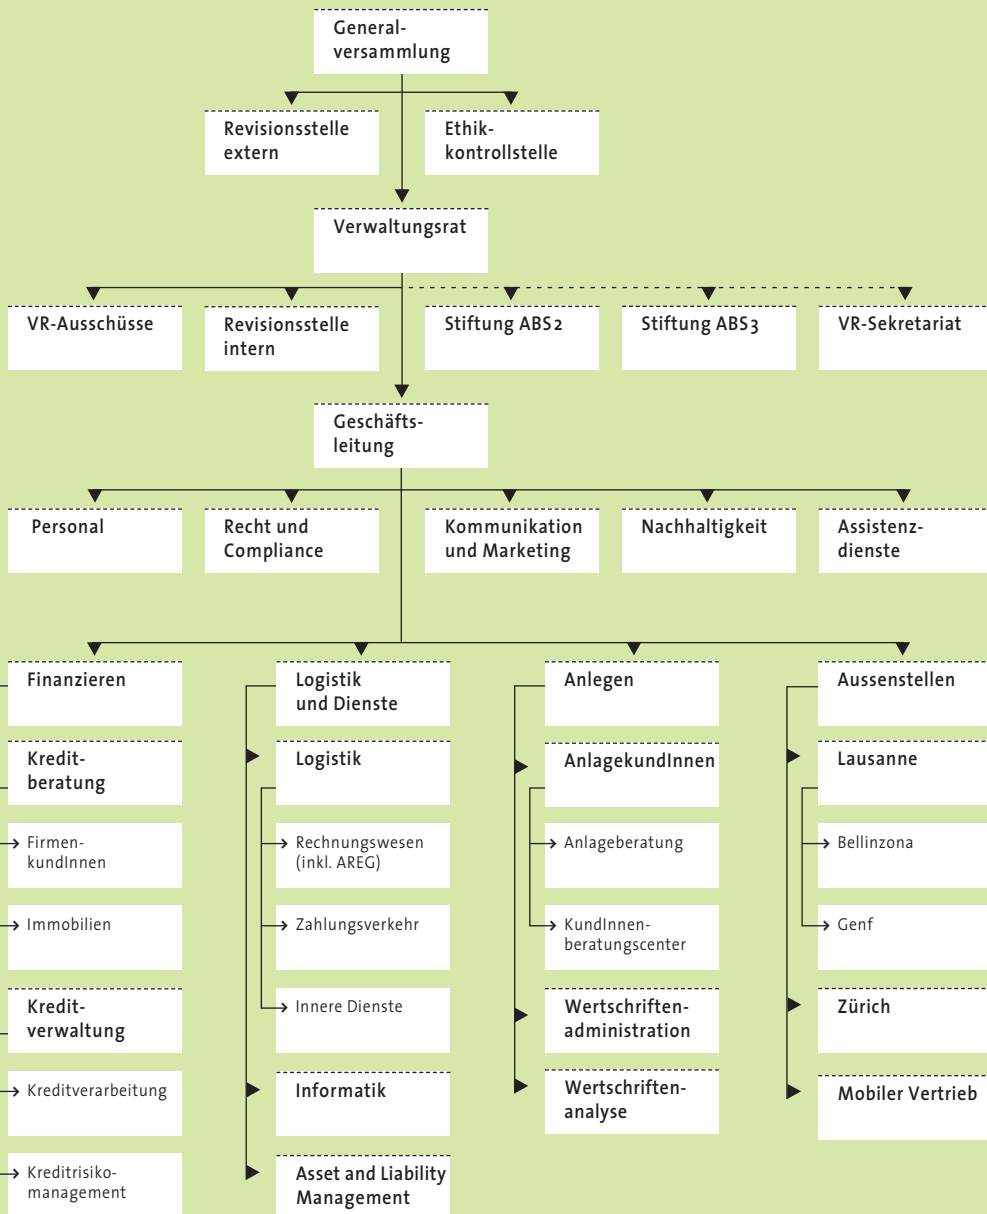 General-
versammlung
Revisionsstelle
extern
Ethik-
kontrollstelle
Verwaltungsrat
VR-Ausschüsse
Revisionsstelle
intern
Stiftung ABS2
Stiftung ABS3
VR-Sekretariat
Geschäfts-
leitung
Personal
Recht und
Compliance
Kommunikation
und Marketing
Nachhaltigkeit
Assistenz-
dienste
Finanzieren
Kredit-
beratung
Firmen-
kundInnen
Immobilien
Kredit-
verwaltung
Kreditverarbeitung
Kreditrisiko-
management
Logistik
und Dienste
Logistik
Rechnungswesen
(inkl. AREG)
Zahlungsverkehr
Innere Dienste
Informatik
Asset and Liability
Management
Anlegen
AnlagekundInnen
Anlageberatung
KundInnen-
beratungscenter
Wertschriften-
administration
Wertschriften-
analyse
Aussenstellen
Lausanne
Bellinzona
Genf
Zürich
Mobiler Vertrieb